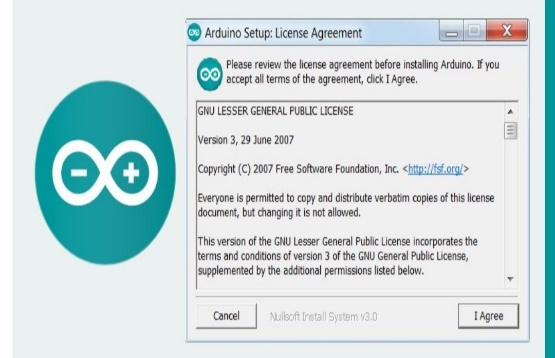 Arduino Setup: License Agreement
Please review the license agreement before installing Arduino. If you
accept all terms of the agreement, click I Agree.
GNU LESSER GENERAL PUBLIC LICENSE
Version 3, 29 June 2007
Copyright (C) 2007 Free Software Foundation, Inc. <http://fsf.org/>
Everyone is permitted to copy and distribute verbatim copies of this license
document, but changing it is not allowed.
This version of the GNU Lesser General Public License incorporates the
terms and conditions of version 3 of the GNU General Public License,
supplemented by the additional permissions listed below.
Cancel
Nullsoft Install System v3.0
I Agree